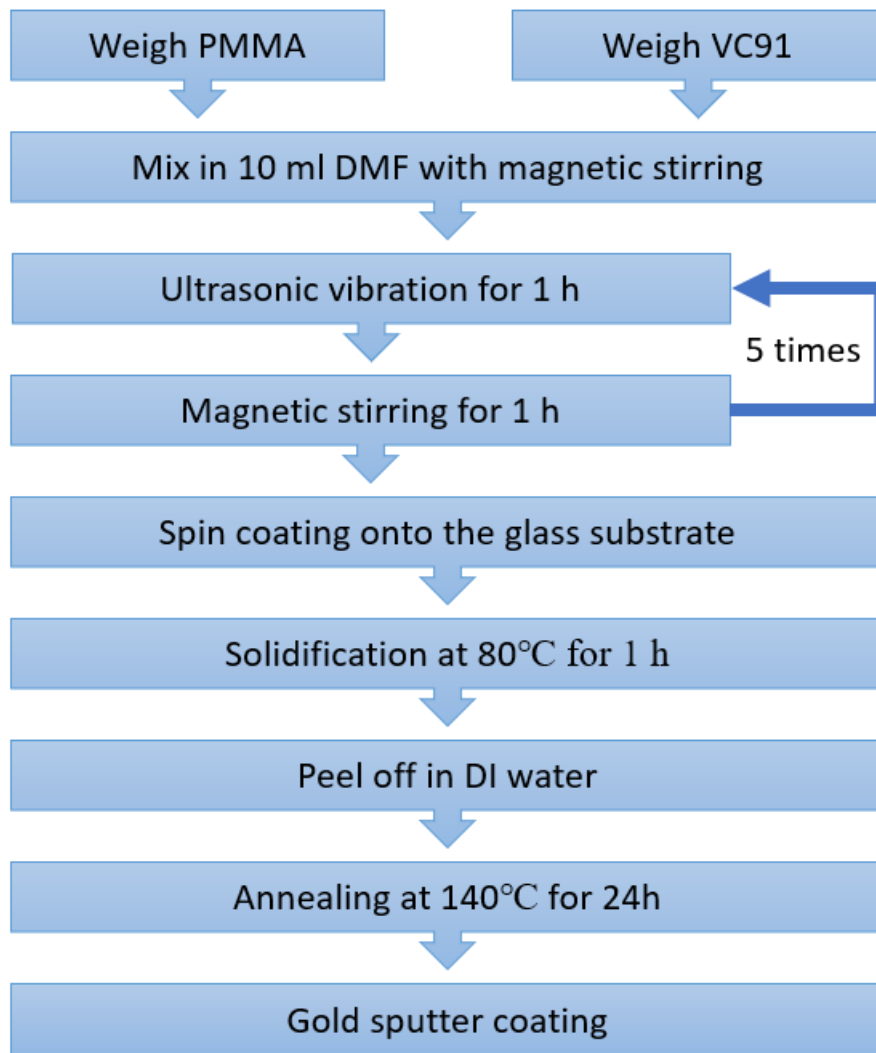 Weigh PMMA
Weigh VC91
Mix in 10 ml DMF with magnetic stirring
Ultrasonic vibration for 1 h
5 times
Magnetic stirring for 1 h
Spin coating onto the glass substrate
Solidification at 80℃ for 1 h
Peel off in DI water
Annealing at 140℃ for 24h
Gold sputter coating